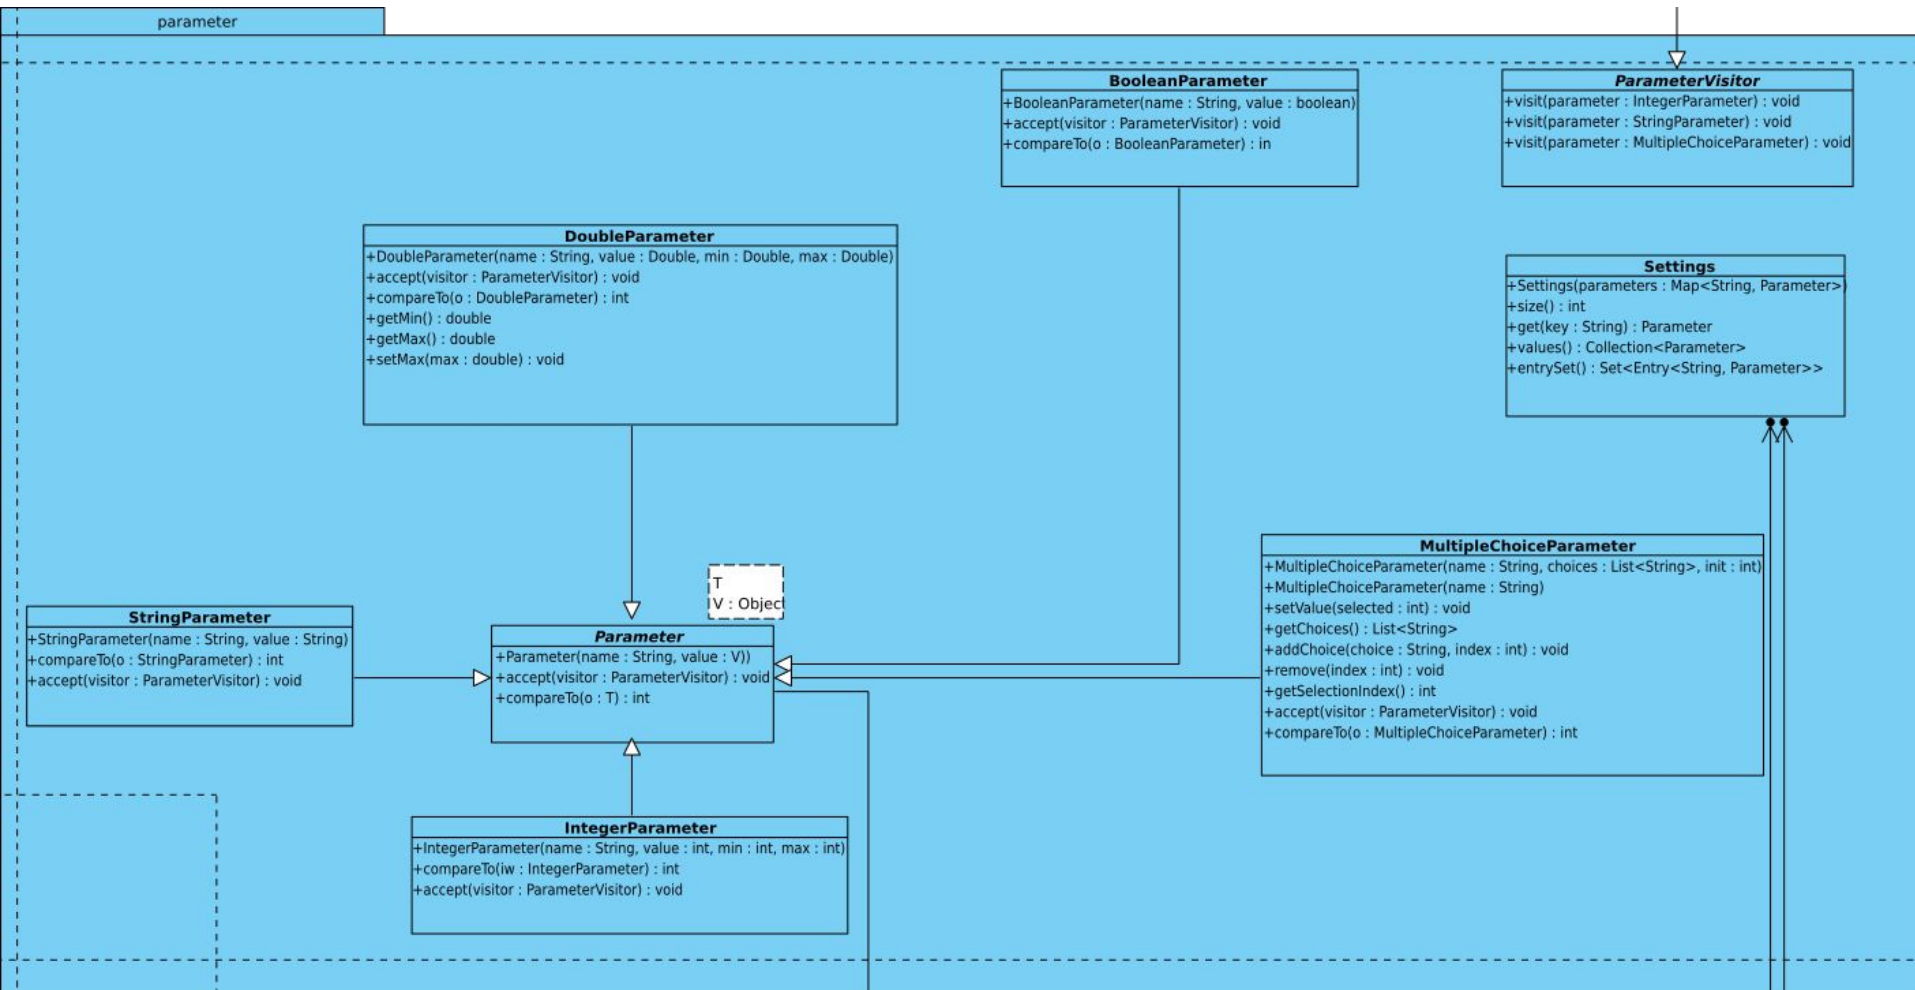 parameter
BooleanParameter
+BooleanParameter(name : String, value : boolean)
+accept(visitor : ParameterVisitor) : void
+compareTo(o : BooleanParameter) : in
ParameterVisitor
+visit(parameter : IntegerParameter) : void
+visit(parameter : StringParameter) : void
+visit(parameter : MultipleChoiceParameter) : void
DoubleParameter
+DoubleParameter(name : String, value : Double, min : Double, max : Double)
+accept(visitor : ParameterVisitor) : void
+compareTo(o : DoubleParameter) : int
+getMin() : double
+getMax() : double
+setMax(max : double) : void
Settings
+Settings(parameters : Map<String, Parameter>)
+size() : int
+get(key : String) : Parameter
+values() : Collection<Parameter>
+entrySet() : Set<Entry<String, Parameter>>
MultipleChoiceParameter
+MultipleChoiceParameter(name : String, choices : List<String>, init : int)
+MultipleChoiceParameter(name : String)
+setValue(selected : int) : void
+getChoices() : List<String>
+addChoice(choice : String, index : int) : void
+remove(index : int) : void
+getSelectionIndex() : int
+accept(visitor : ParameterVisitor) : void
+compareTo(o : MultipleChoiceParameter) : int
T
V : Object
StringParameter
+StringParameter(name : String, value : String)
+compareTo(o : StringParameter) : int
+accept(visitor : ParameterVisitor) : void
Parameter
+Parameter(name : String, value : V))
+accept(visitor : ParameterVisitor) : void
+compareTo(o : T) : int
IntegerParameter
+IntegerParameter(name : String, value : int, min : int, max : int)
+compareTo(iw : IntegerParameter) : int
+accept(visitor : ParameterVisitor) : void